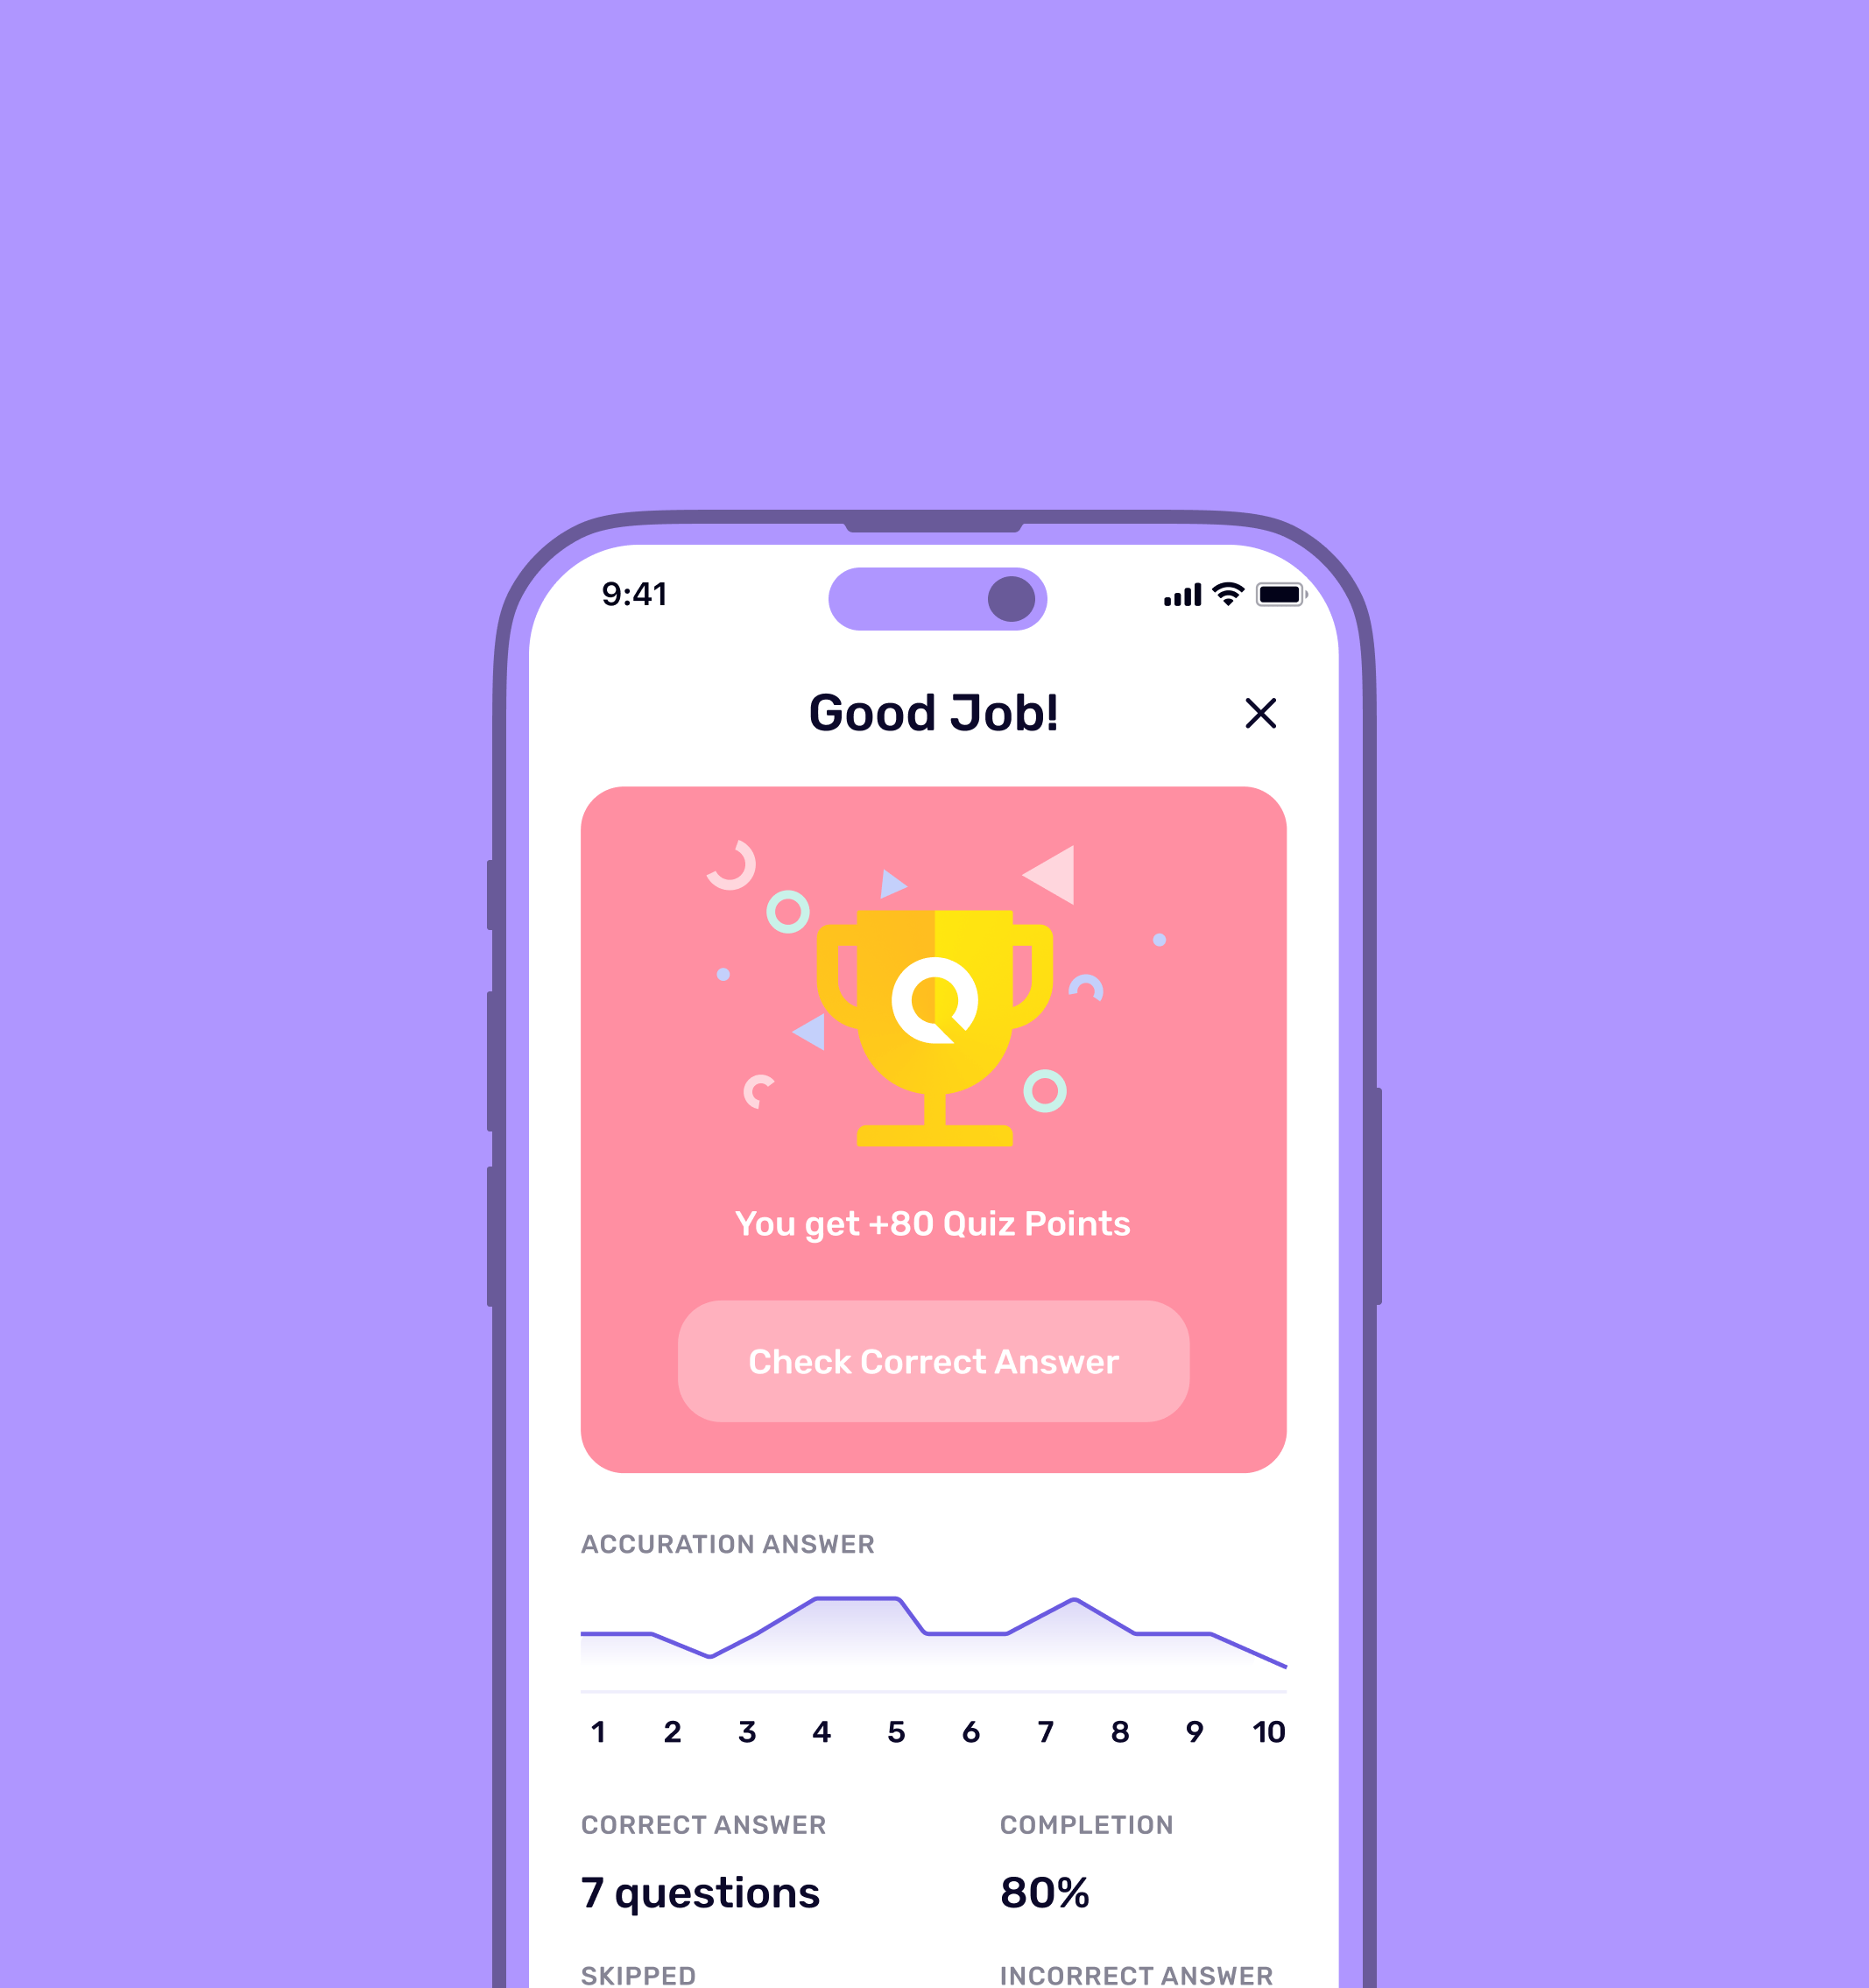 9:41
Good Job!
You get +80 Quiz Points
Check Correct Answer
ACCURATION ANSWER
1 2 3 4 5 6 7 8 9 10
CORRECT ANSWER COMPLETION
7 questions 80%
SKIPPED INCORRECT ANSWER